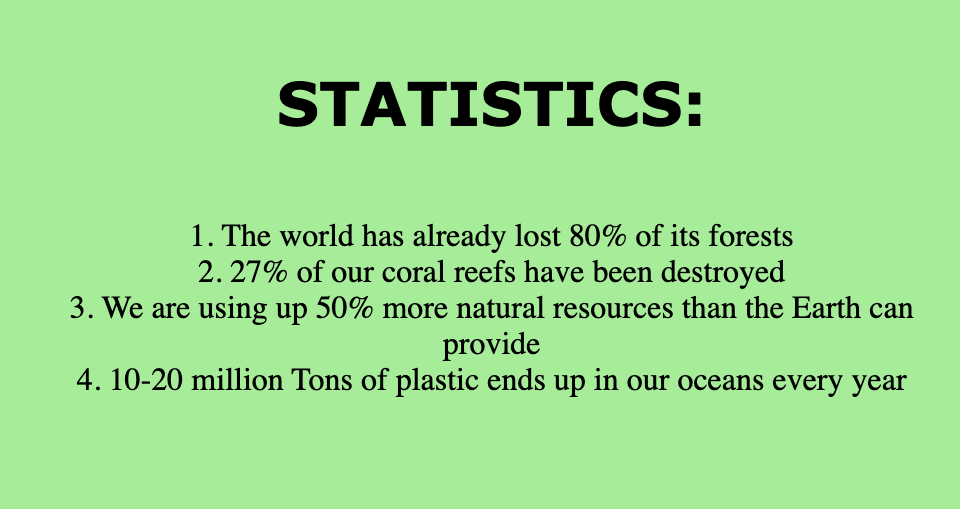 STATISTICS:
1. The world has already lost 80% of its forests
2. 27% of our coral reefs have been destroyed
3. We are using up 50% more natural resources than the Earth can
provide
4. 10-20 million Tons of plastic ends up in our oceans every year